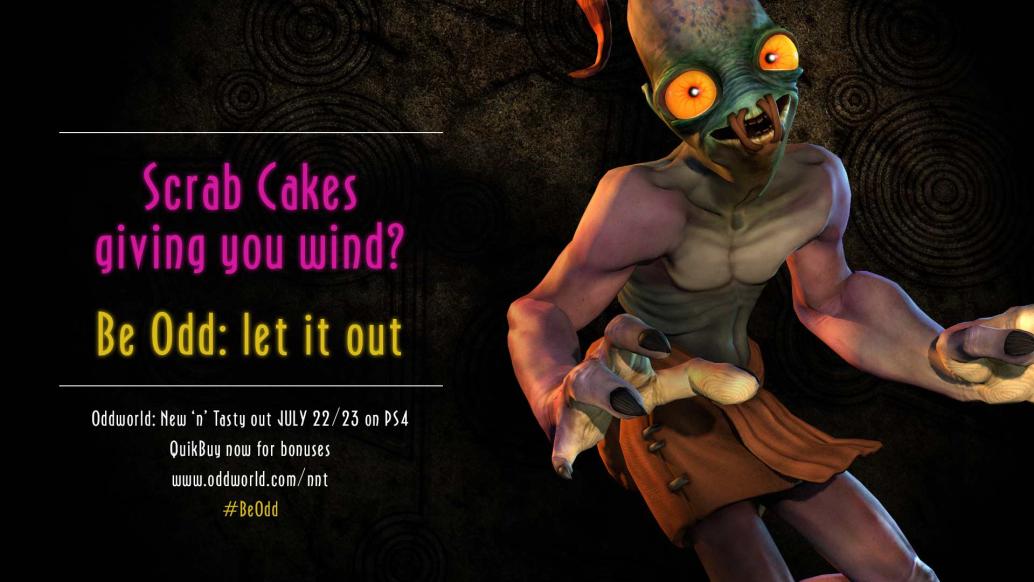 Scrab Cakes
giving you wind?
Be Odd: let it out
Oddworld: New ‘n’ Tasty out JULY 22/23 on PS4
QuikBuy now for bonuses
www.oddworld.com/nnt
#BeOdd